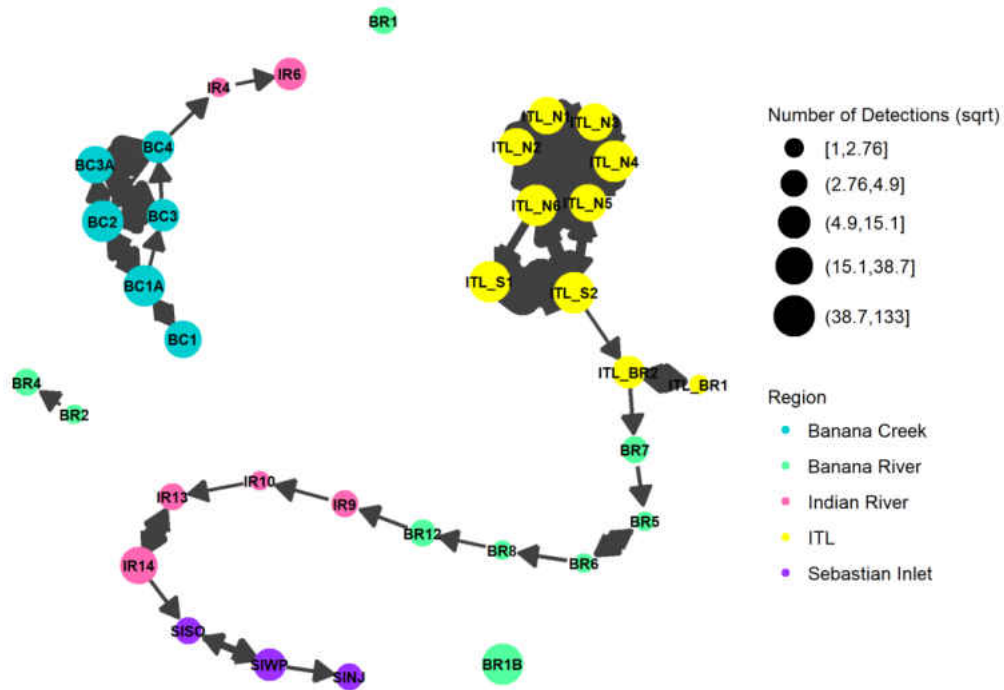 BR1
IR4
IR6
BC4
BC3A
BC3
BC2
BC1A
BC1
ITL_N1
ITL_N3
ITL_N2
ITL_N4
ITL_N6
ITL_N5
ITL_S1
ITL_S2
ITL_BR2
ITL_BR1
BR4
BR2
BR7
IR13
IR10
IR9
BR12
BR8
BR6
BR5
IR14
SISO
SIWP
SINJ
BR1B
Number of Detections (sqrt)
[1,2.76]
(2.76,4.9]
(4.9,15.1]
(15.1,38.7]
(38.7,133]
Region
Banana Creek
Banana River
Indian River
ITL
Sebastian Inlet